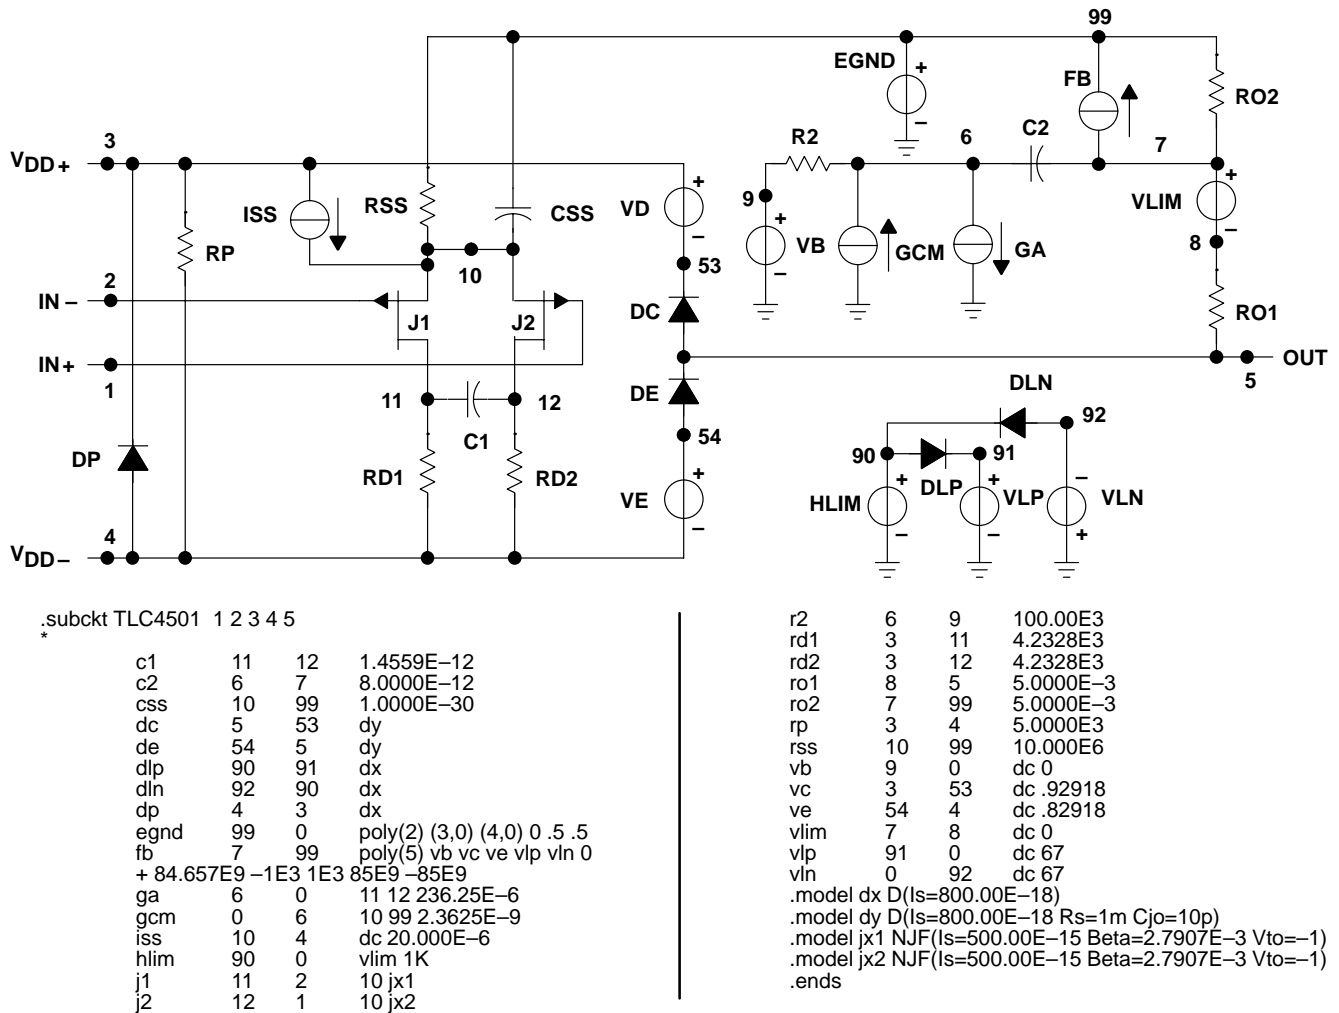 99
EGND
+
–
FB
RO2
3
VDD+
R2
6
C2
7
ISS
RSS
CSS
VD
+
–
9
+
VB
–
GCM
GA
+
VLIM
–
8
RP
10
53
2
IN –
J1
J2
DC
RO1
IN+
OUT
1
5
DE
DLN
11
12
C1
54
92
90
91
DP
RD1
RD2
VE
+
–
HLIM
+
–
DLP
+
VLP
–
–
VLN
+
4
VDD–
.subckt TLC4501 1 2 3 4 5
*
c1 11 12 1.4559E–12
c2 6 7 8.0000E–12
css 10 99 1.0000E–30
dc 5 53 dy
de 54 5 dy
dlp 90 91 dx
dln 92 90 dx
dp 4 3 dx
egnd 99 0 poly(2) (3,0) (4,0) 0 .5 .5
fb 7 99 poly(5) vb vc ve vlp vln 0
+ 84.657E9 –1E3 1E3 85E9 –85E9
ga 6 0 11 12 236.25E–6
gcm 0 6 10 99 2.3625E–9
iss 10 4 dc 20.000E–6
hlim 90 0 vlim 1K
j1 11 2 10 jx1
j2 12 1 10 jx2
r2 6 9 100.00E3
rd1 3 11 4.2328E3
rd2 3 12 4.2328E3
ro1 8 5 5.0000E–3
ro2 7 99 5.0000E–3
rp 3 4 5.0000E3
rss 10 99 10.000E6
vb 9 0 dc 0
vc 3 53 dc .92918
ve 54 4 dc .82918
vlim 7 8 dc 0
vlp 91 0 dc 67
vln 0 92 dc 67
.model dx D(Is=800.00E–18)
.model dy D(Is=800.00E–18 Rs=1m Cjo=10p)
.model jx1 NJF(Is=500.00E–15 Beta=2.7907E–3 Vto=–1)
.model jx2 NJF(Is=500.00E–15 Beta=2.7907E–3 Vto=–1)
.ends